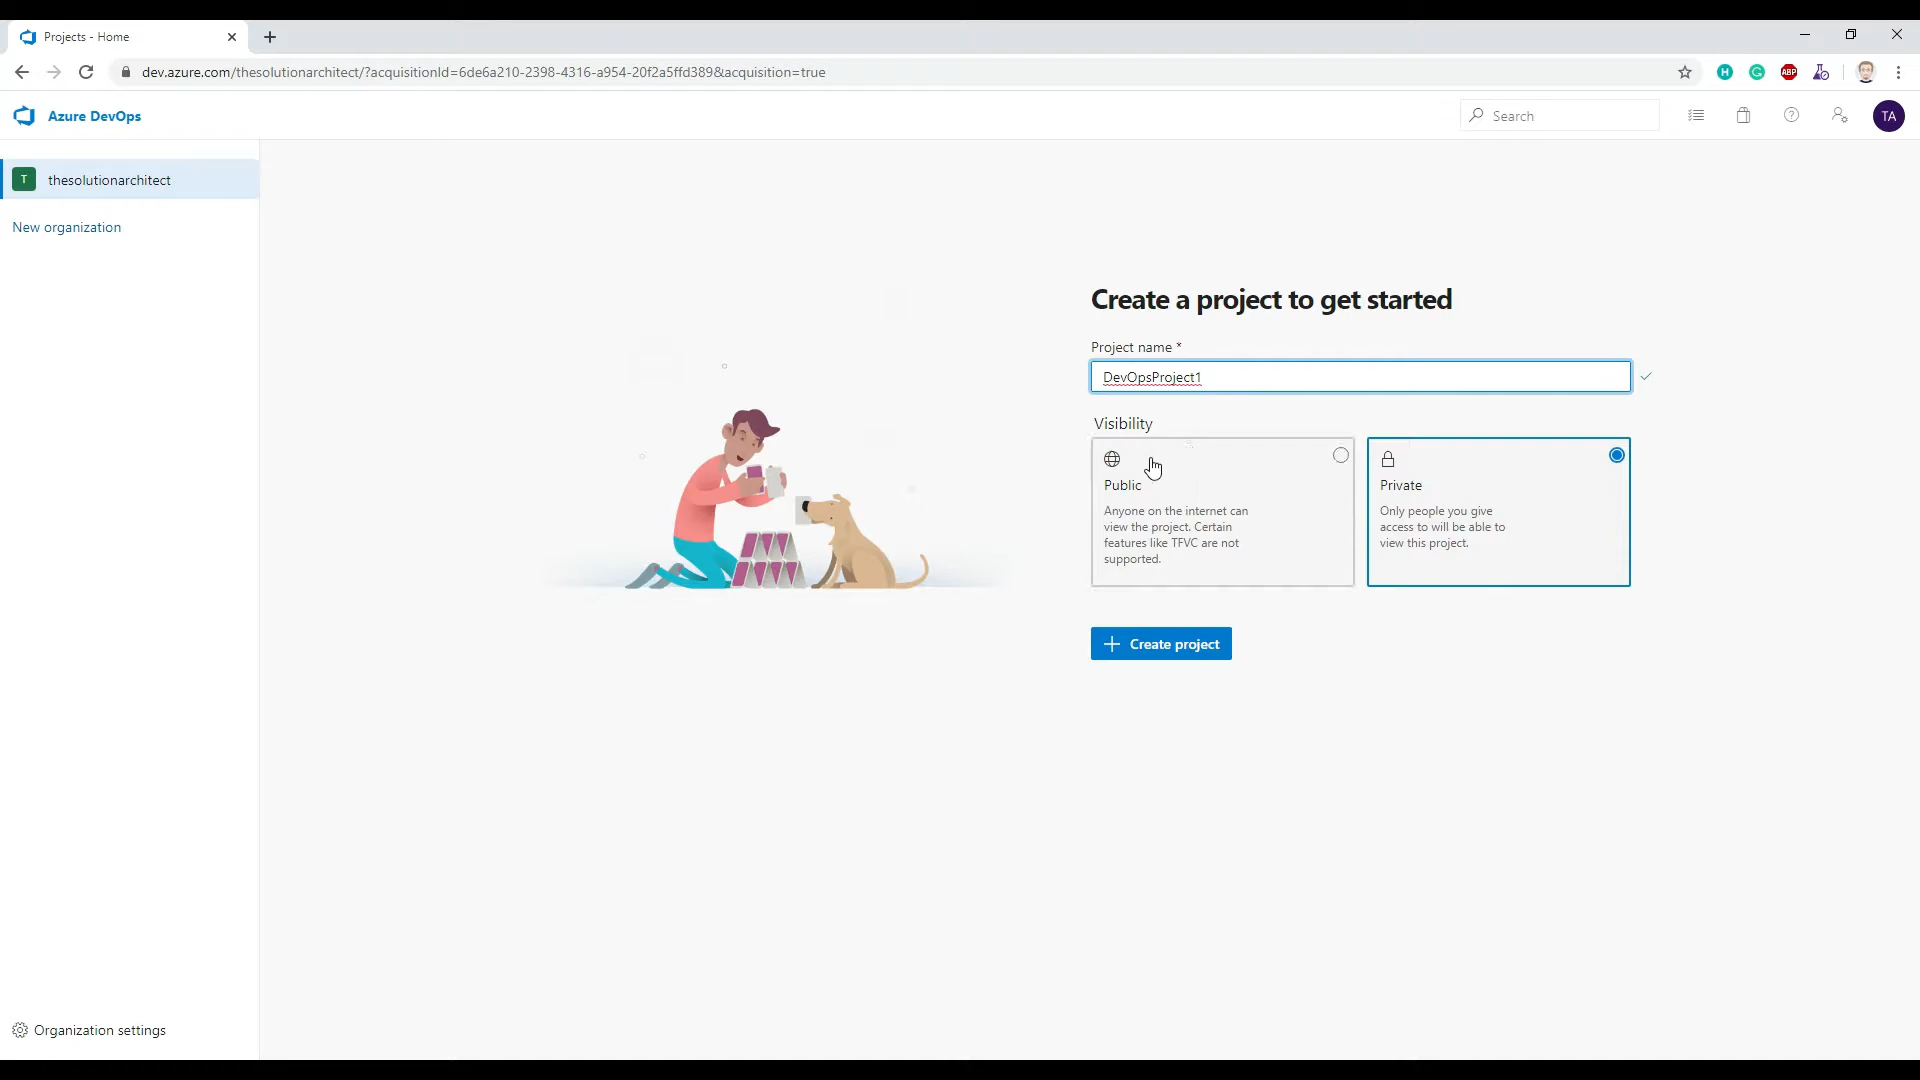 Projects - Home
dev.azure.com/thesolutionarchitect/?acquisitionId=6de6a210-2398-4316-a954-20f2a5ffd389&acquisition=true
H
G
ABP
Azure DevOps
Search
TA
T
thesolutionarchitect
New organization
Create a project to get started
Project name *
DevOpsProject1
Visibility
Public
Anyone on the internet can
view the project. Certain
features like TFVC are not
supported.
Private
Only people you give
access to will be able to
view this project.
Create project
Organization settings